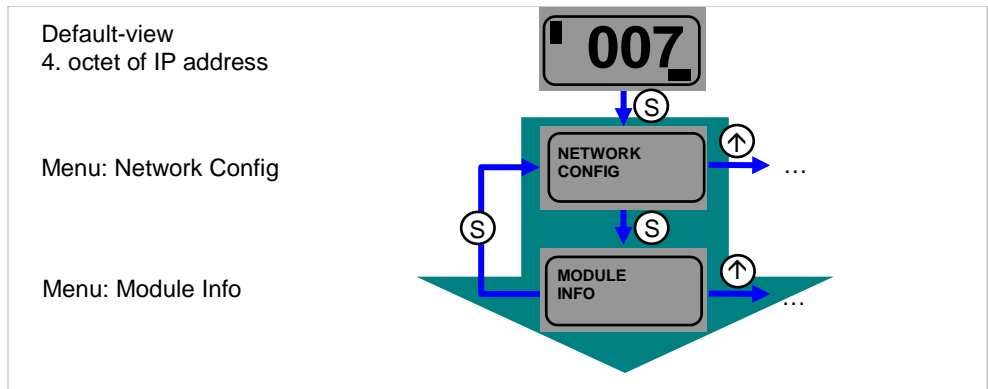 Default-view
4. octet of IP address
007
S
Menu: Network Config
NETWORK
CONFIG
↑
...
S
S
Menu: Module Info
MODULE
INFO
↑
...